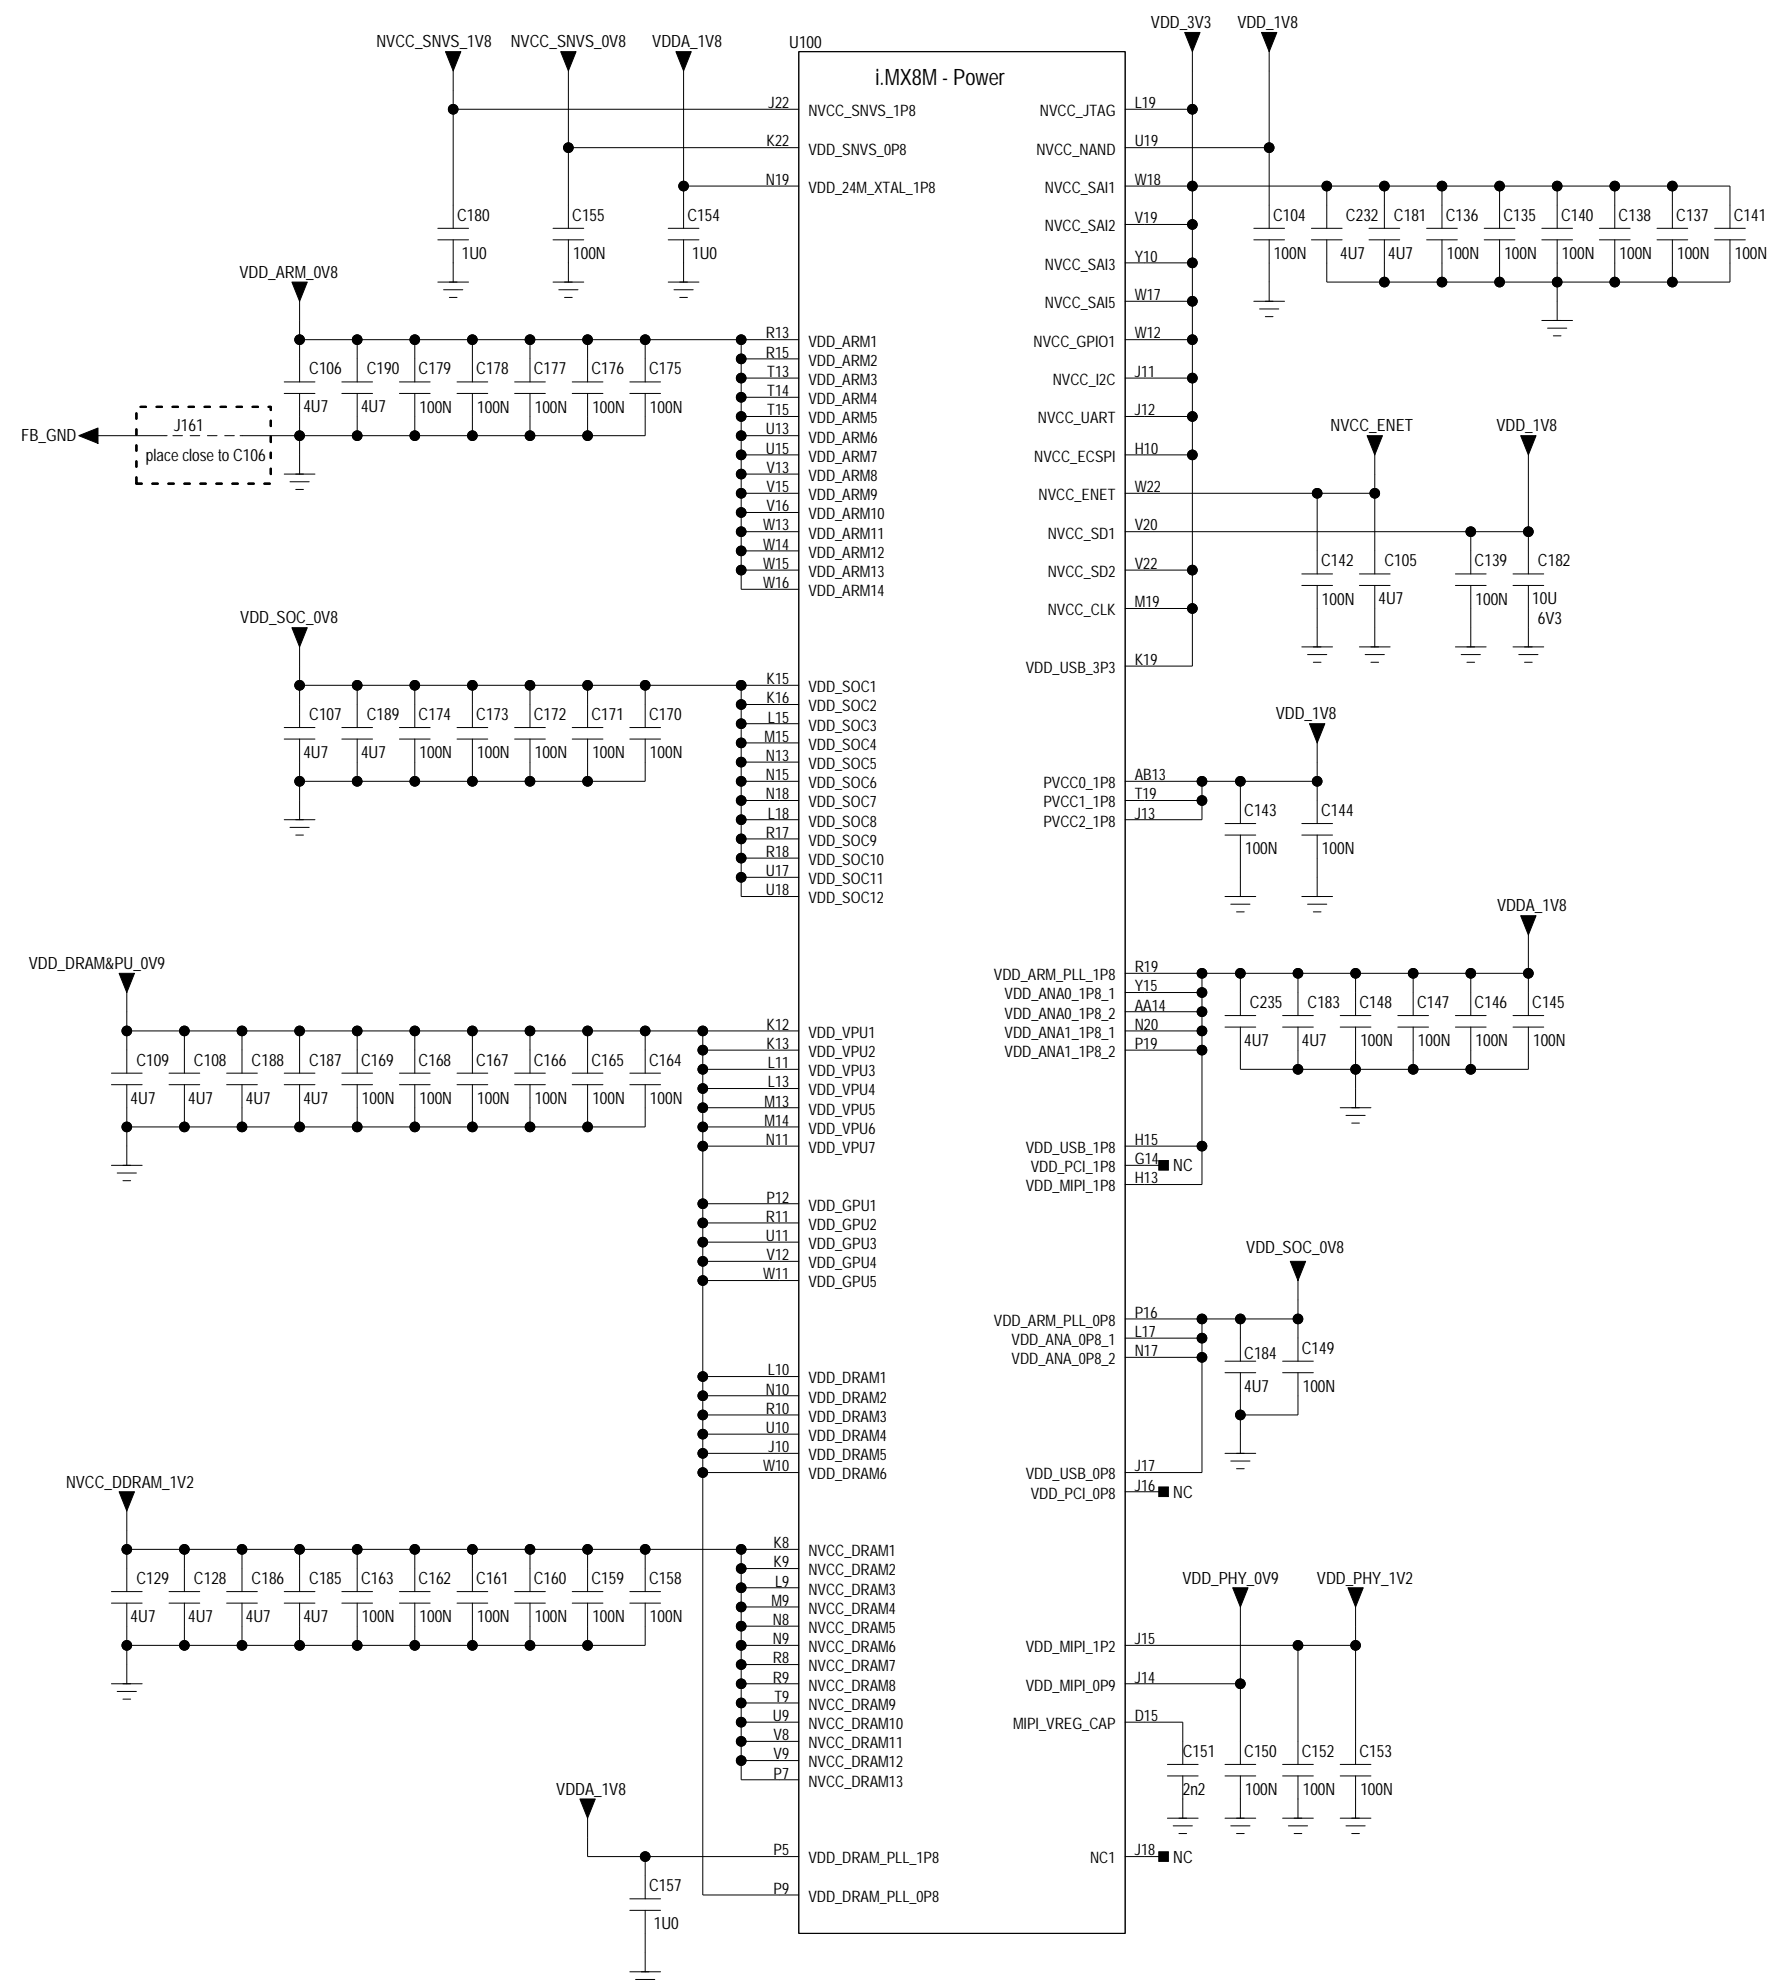 VDD_3V3 VDD_1V8
NVCC_SNVS_1V8 NVCC_SNVS_0V8 VDDA_1V8 U100
i.MX8M - Power
J22 NVCC_SNVS_1P8 NVCC_JTAG L19
K22 VDD_SNVS_0P8 NVCC_NAND U19
N19 VDD_24M_XTAL_1P8 NVCC_SAI1 W18
C180 C155 C154 NVCC_SAI2 V19 C104 C232 C181 C136 C135 C140 C138 C137 C141
1U0 100N 1U0 100N 4U7 4U7 100N 100N 100N 100N 100N 100N
NVCC_SAI3 Y10
VDD_ARM_0V8
NVCC_SAI5 W17
R13 VDD_ARM1 NVCC_GPIO1 W12
R15 VDD_ARM2
C106 C190 C179 C178 C177 C176 C175
T13 VDD_ARM3 NVCC_I2C J11
T14 VDD_ARM4
4U7 4U7 100N 100N 100N 100N 100N
T15 VDD_ARM5 NVCC_UART J12
FB_GND J161 U13 VDD_ARM6 NVCC_ENET VDD_1V8
place close to C106 U15 VDD_ARM7 NVCC_ECSPI H10
V13 VDD_ARM8
V15 VDD_ARM9 NVCC_ENET W22
V16 VDD_ARM10
W13 VDD_ARM11 NVCC_SD1 V20
W14 VDD_ARM12
C142 C105 C139 C182
W15 VDD_ARM13 NVCC_SD2 V22
W16 VDD_ARM14
100N 4U7 100N 10U
6V3
NVCC_CLK M19
VDD_SOC_0V8
VDD_USB_3P3 K19
K15 VDD_SOC1
K16 VDD_SOC2
C107 C189 C174 C173 C172 C171 C170 VDD_1V8
L15 VDD_SOC3
M15 VDD_SOC4
4U7 4U7 100N 100N 100N 100N 100N
N13 VDD_SOC5
N15 VDD_SOC6 PVCC0_1P8 AB13
N18 VDD_SOC7 PVCC1_1P8 T19
L18 VDD_SOC8 PVCC2_1P8 J13 C143 C144
R17 VDD_SOC9
100N 100N
R18 VDD_SOC10
U17 VDD_SOC11
U18 VDD_SOC12
VDDA_1V8
VDD_DRAM&PU_0V9
VDD_ARM_PLL_1P8 R19
VDD_ANA0_1P8_1 Y15
VDD_ANA0_1P8_2 AA14 C235 C183 C148 C147 C146 C145
K12 VDD_VPU1 VDD_ANA1_1P8_1 N20
4U7 4U7 100N 100N 100N 100N
K13 VDD_VPU2 VDD_ANA1_1P8_2 P19
C109 C108 C188 C187 C169 C168 C167 C166 C165 C164
L11 VDD_VPU3
L13 VDD_VPU4
4U7 4U7 4U7 4U7 100N 100N 100N 100N 100N 100N
M13 VDD_VPU5
M14 VDD_VPU6
N11 VDD_VPU7 VDD_USB_1P8 H15
VDD_PCI_1P8 G14 NC
VDD_MIPI_1P8 H13
P12 VDD_GPU1
R11 VDD_GPU2
U11 VDD_GPU3 VDD_SOC_0V8
V12 VDD_GPU4
W11 VDD_GPU5
VDD_ARM_PLL_0P8 P16
VDD_ANA_0P8_1 L17
VDD_ANA_0P8_2 N17 C184 C149
4U7 100N
L10 VDD_DRAM1
N10 VDD_DRAM2
R10 VDD_DRAM3
U10 VDD_DRAM4
J10 VDD_DRAM5
W10 VDD_DRAM6 VDD_USB_0P8 J17
NVCC_DDRAM_1V2 VDD_PCI_0P8 J16 NC
K8 NVCC_DRAM1
K9 NVCC_DRAM2
C129 C128 C186 C185 C163 C162 C161 C160 C159 C158 VDD_PHY_0V9 VDD_PHY_1V2
L9 NVCC_DRAM3
M9 NVCC_DRAM4
4U7 4U7 4U7 4U7 100N 100N 100N 100N 100N 100N
N8 NVCC_DRAM5
N9 NVCC_DRAM6 VDD_MIPI_1P2 J15
R8 NVCC_DRAM7
R9 NVCC_DRAM8 VDD_MIPI_0P9 J14
T9 NVCC_DRAM9
U9 NVCC_DRAM10 MIPI_VREG_CAP D15
V8 NVCC_DRAM11
V9 NVCC_DRAM12 C151 C150 C152 C153
P7 NVCC_DRAM13
2n2 100N 100N 100N
VDDA_1V8
P5 VDD_DRAM_PLL_1P8 NC1 J18 NC
C157
P9 VDD_DRAM_PLL_0P8
1U0